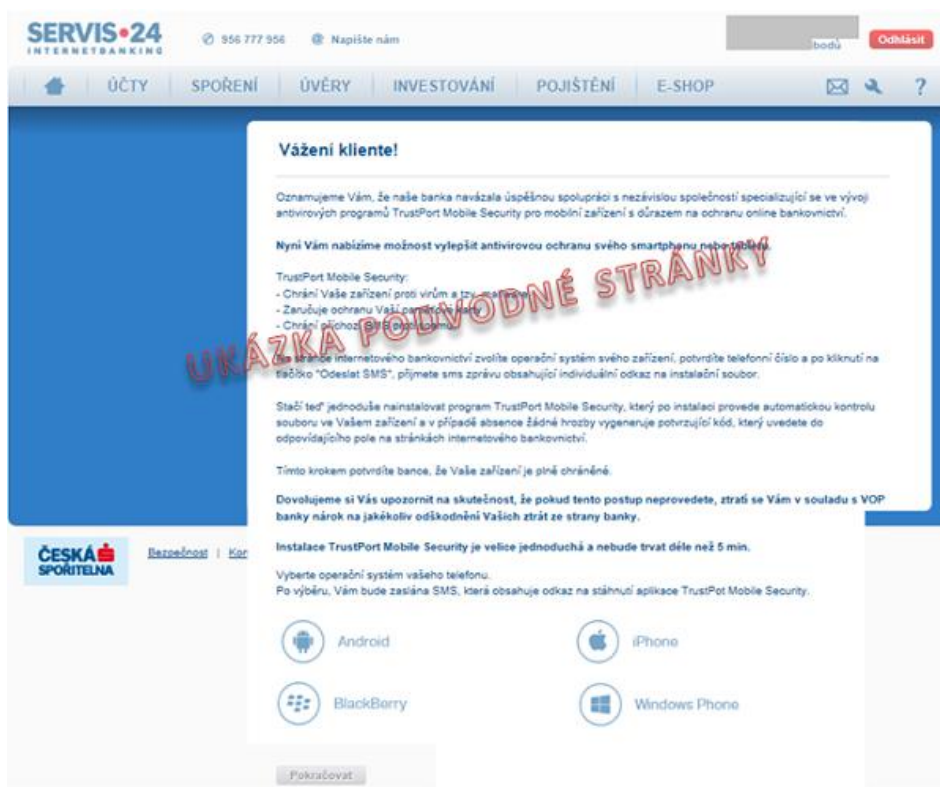 SERVIS 24
INTERNETBANKING
956 777 956
@ Napište nám
bodů
Odhlásit
ÚČTY
SPOŘENÍ
ÚVĚRY
INVESTOVÁNÍ
POJIŠTĚNÍ
E-SHOP
?
Vážení kliente!
Oznamujeme Vám, že naše banka navázala úspěšnou spolupráci s nezávislou společností specializující se ve vývoji
antivirových programů TrustPort Mobile Security pro mobilní zařízení s důrazem na ochranu online bankovnictví.
Nyní Vám nabízíme možnost vylepšit antivirovou ochranu svého smartphonu nebo tabletu.
UKÁZKA PODVODNÉ STRÁNKY
TrustPort Mobile Security:
- Chrání Vaše zařízení proti virům a tzv.
- Zaručuje ochranu Vaší
- Chrání příchozí SMS
Na stránce internetového bankovnictví zvolíte operační systém svého zařízení, potvrdíte telefonní číslo a po kliknutí na
tlačítko "Odeslat SMS", přijmete sms zprávu obsahující individuální odkaz na instalační soubor.
Stačí teď jednoduše nainstalovat program TrustPort Mobile Security, který po instalaci provede automatickou kontrolu
souboru ve Vašem zařízení a v případě absence žádné hrozby vygeneruje potvrzující kód, který uvedete do
odpovídajícího pole na stránkách internetového bankovnictví.
Tímto krokem potvrdíte bance, že Vaše zařízení je plně chráněné.
Dovolujeme si Vás upozornit na skutečnost, že pokud tento postup neprovedete, ztratí se Vám v souladu s VOP
banky nárok na jakékoliv odškodnění Vašich ztrát ze strany banky.
Instalace TrustPort Mobile Security je velice jednoduchá a nebude trvat déle než 5 min.
ČESKÁ
SPOŘITELNA
Bezpečnost | Kon
Vyberte operační systém vašeho telefonu.
Po výběru, Vám bude zaslána SMS, která obsahuje odkaz na stáhnutí aplikace TrustPot Mobile Security.
Android
iPhone
BlackBerry
Windows Phone
Pokračovat